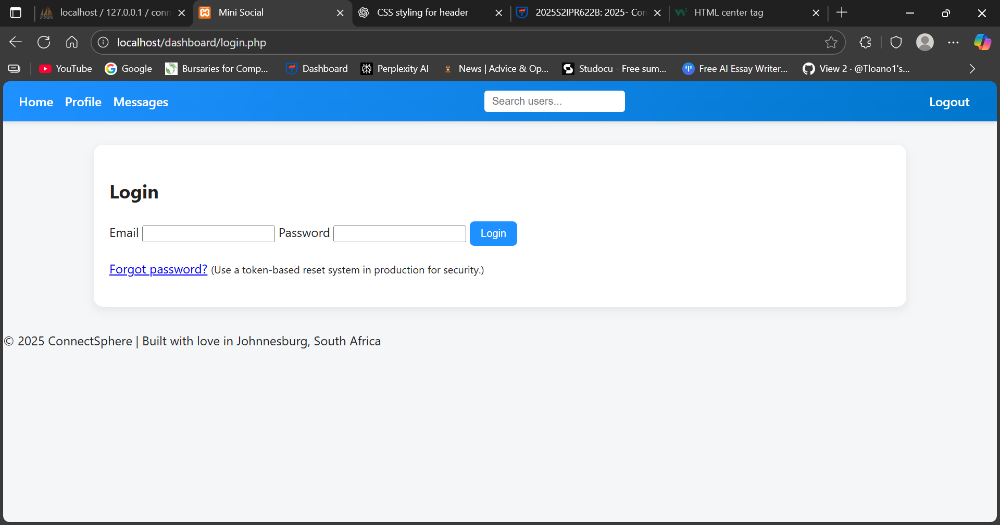 localhost / 127.0.0.1 / conn
Mini Social
CSS styling for header
2025S2IPR622B: 2025- Con
HTML center tag
localhost/dashboard/login.php
YouTube
Google
Bursaries for Comp...
Dashboard
Perplexity AI
News | Advice & Op...
Studocu - Free sum...
Free AI Essay Writer...
View 2 · @Tloano1's...
Home Profile Messages
Search users...
Logout
Login
Email
Password
Login
Forgot password? (Use a token-based reset system in production for security.)
© 2025 ConnectSphere | Built with love in Johnnesburg, South Africa